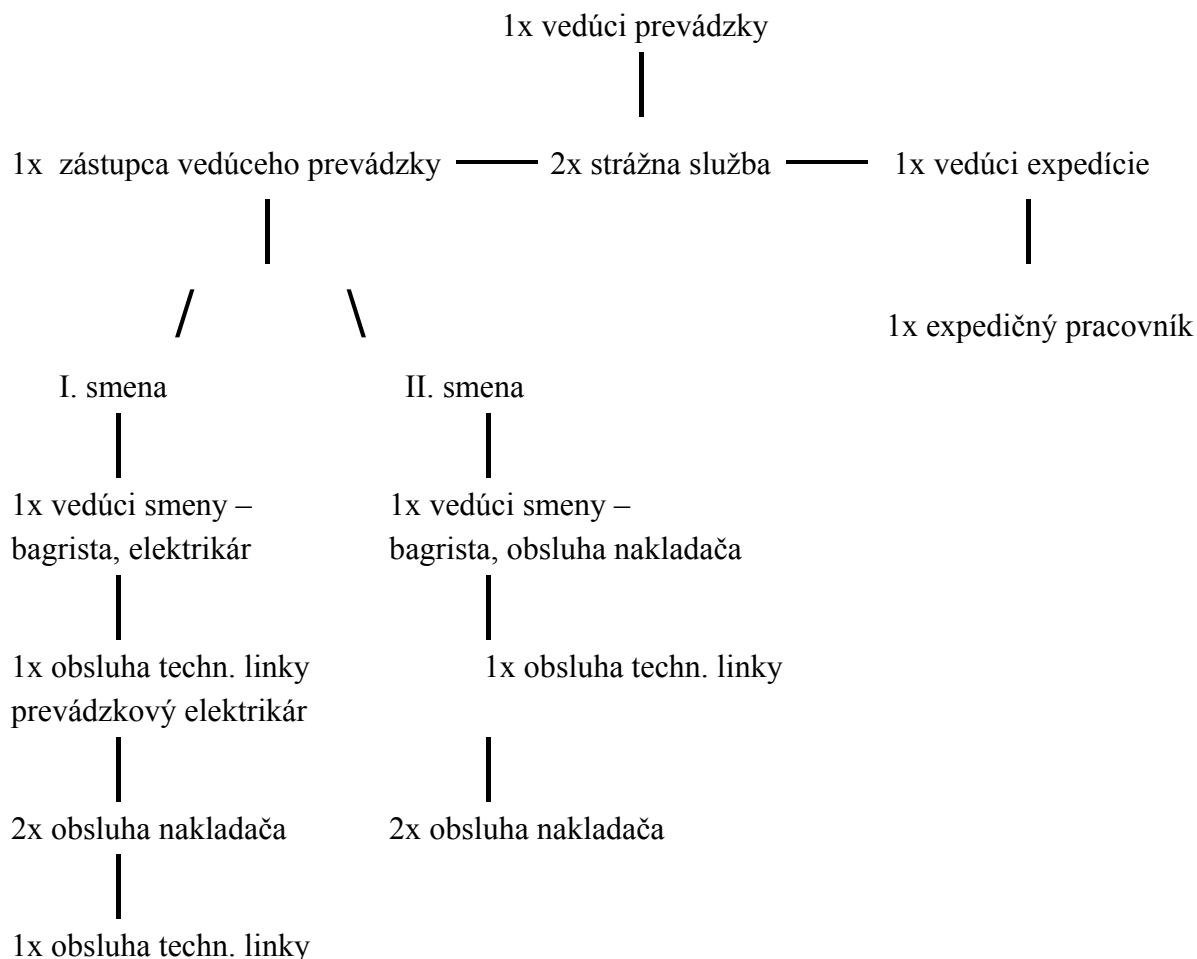 1x vedúci prevádzky
1x  zástupca vedúceho prevádzky 2x strážna služba 1x vedúci expedície
1x expedičný pracovník
I. smena II. smena
1x vedúci smeny – 1x vedúci smeny –
bagrista, elektrikár bagrista, obsluha nakladača
1x obsluha techn. linky 1x obsluha techn. linky
prevádzkový elektrikár
2x obsluha nakladača 2x obsluha nakladača
1x obsluha techn. linky